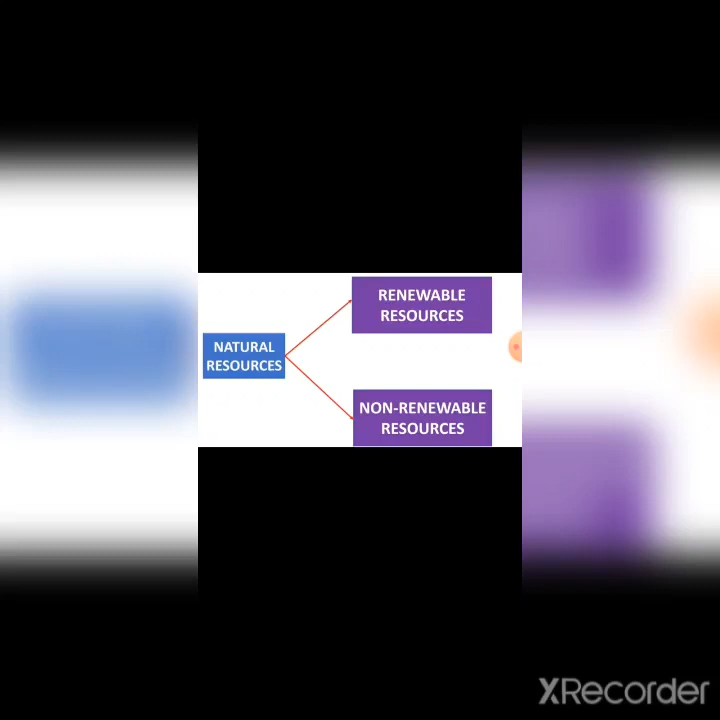 NATURAL
RESOURCES
RENEWABLE
RESOURCES
NON-RENEWABLE
RESOURCES
XRecorder